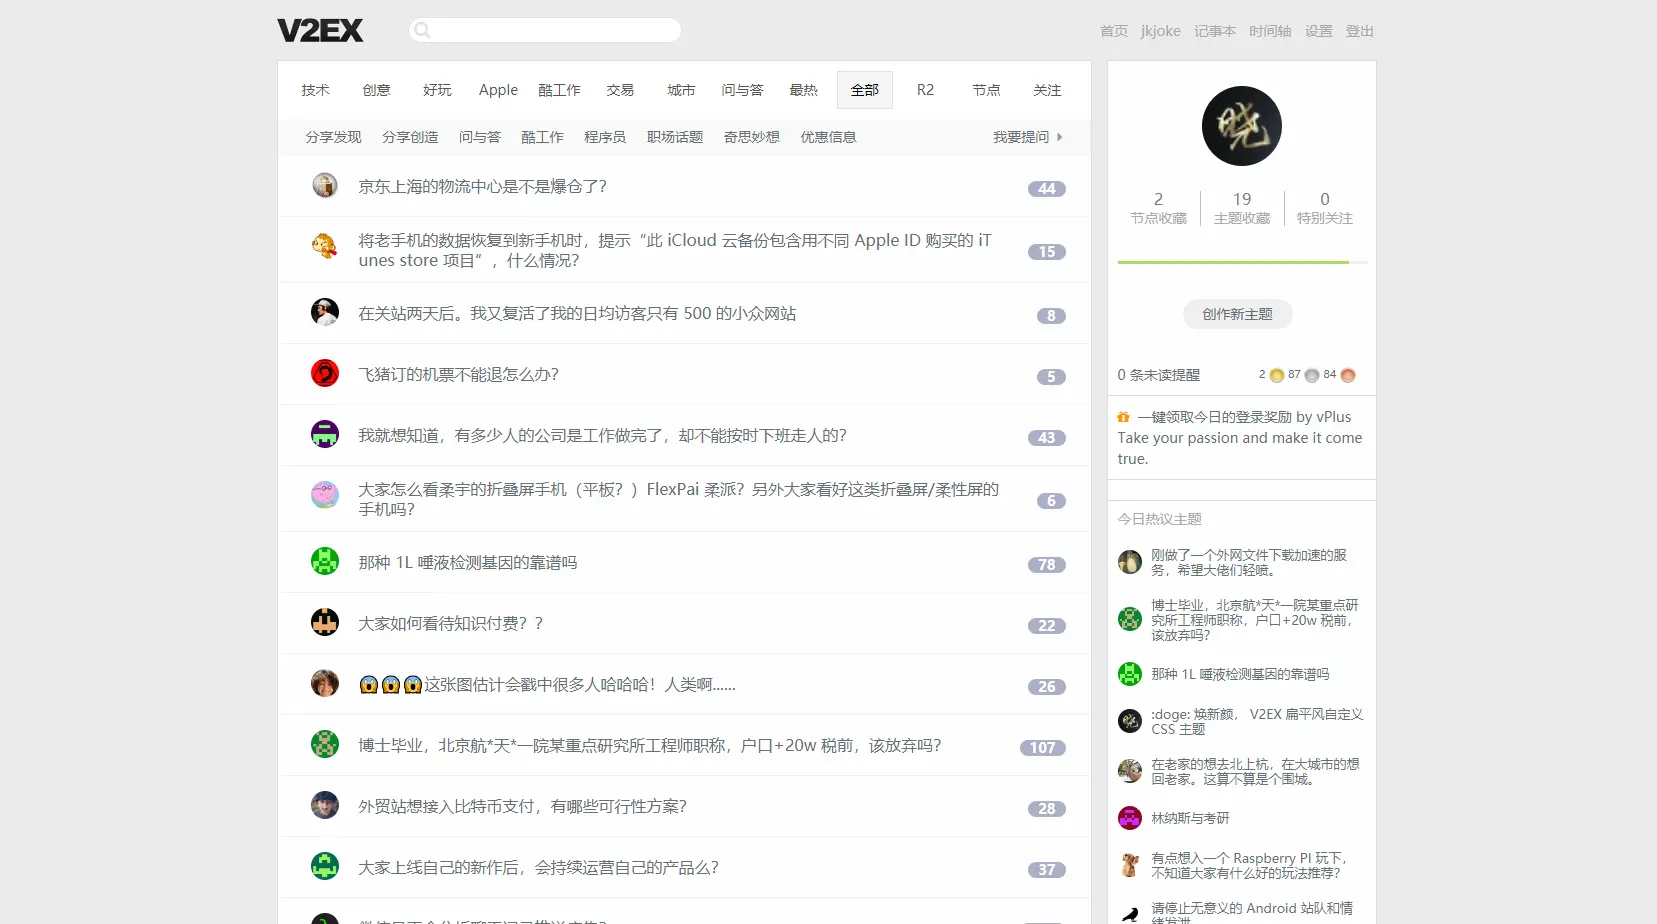 V2EX
首页 jkjoke 记事本 时间轴 设置 登出
技术 创意 好玩 Apple 酷工作 交易 城市 问与答 最热 全部 R2 节点 关注
分享发现 分享创造 问与答 酷工作 程序员 职场话题 奇思妙想 优惠信息 我要提问
京东上海的物流中心是不是爆仓了？
44
将老手机的数据恢复到新手机时，提示“此 iCloud 云备份包含用不同 Apple ID 购买的 iT
unes store 项目”，什么情况？
15
在关站两天后。我又复活了我的日均访客只有 500 的小众网站
8
飞猪订的机票不能退怎么办？
5
我就想知道，有多少人的公司是工作做完了，却不能按时下班走人的？
43
大家怎么看柔宇的折叠屏手机（平板？）FlexPai 柔派？另外大家看好这类折叠屏/柔性屏的
手机吗？
6
那种 1L 唾液检测基因的靠谱吗
78
大家如何看待知识付费？？
22
😱😱😱这张图估计会戳中很多人哈哈哈！人类啊......
26
博士毕业，北京航*天*一院某重点研究所工程师职称，户口+20w 税前，该放弃吗？
107
外贸站想接入比特币支付，有哪些可行性方案？
28
大家上线自己的新作后，会持续运营自己的产品么？
37
晓
2 19 0
节点收藏 主题收藏 特别关注
创作新主题
0 条未读提醒 2 87 84
一键领取今日的登录奖励 by vPlus
Take your passion and make it come
true.
今日热议主题
刚做了一个外网文件下载加速的服
务，希望大佬们轻喷。
博士毕业，北京航*天*一院某重点研
究所工程师职称，户口+20w 税前，
该放弃吗？
那种 1L 唾液检测基因的靠谱吗
:doge: 焕新颜， V2EX 扁平风自定义
CSS 主题
在老家的想去北上杭，在大城市的想
回老家。这算不算是个围城。
林纳斯与考研
有点想入一个 Raspberry PI 玩下，
不知道大家有什么好的玩法推荐？
请停止无意义的 Android 站队和情